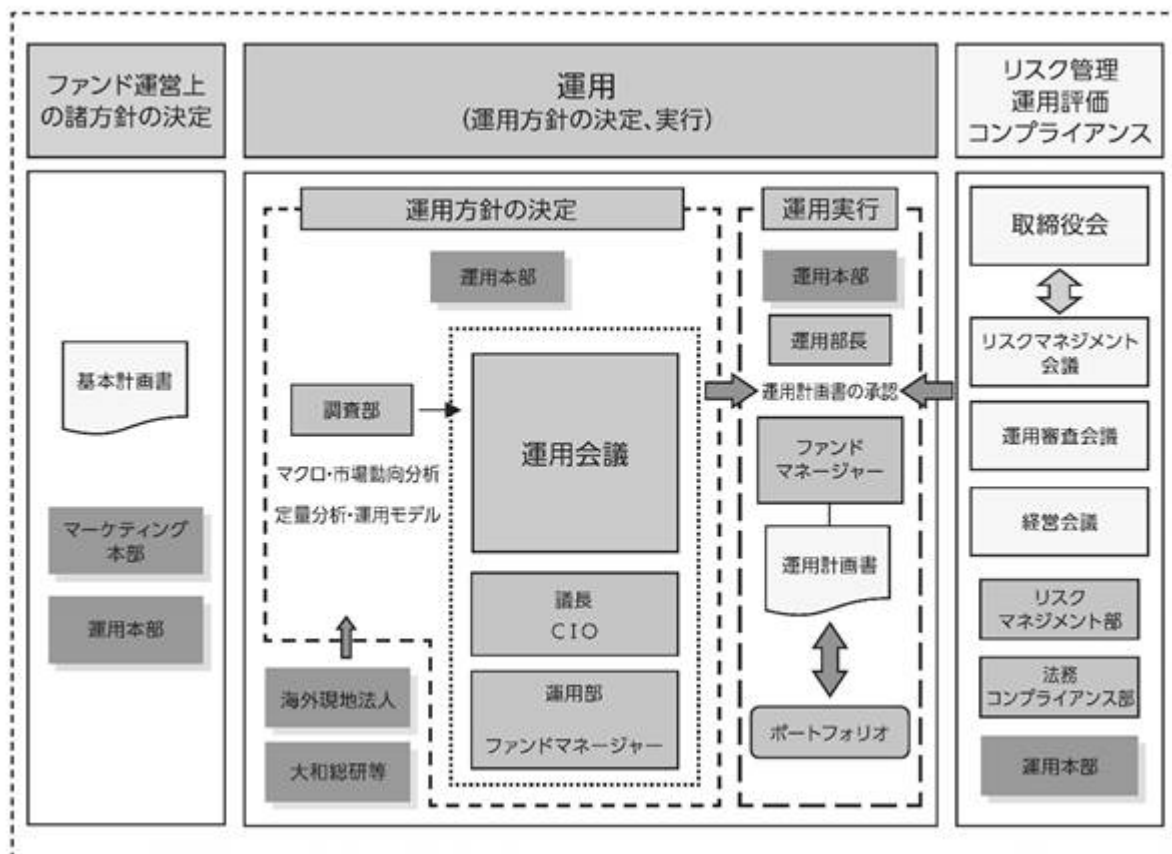 ファンド運営上
の諸方針の決定
運用
(運用方針の決定、実行)
リスク管理
運用評価
コンプライアンス
基本計画書
マーケティング
本部
運用本部
運用方針の決定
運用本部
調査部
マクロ・市場動向分析
定量分析・運用モデル
運用会議
議長
CIO
運用部
ファンドマネージャー
海外現地法人
大和総研等
運用実行
運用本部
運用部長
運用計画書の承認
ファンド
マネージャー
運用計画書
ポートフォリオ
取締役会
リスクマネジメント
会議
運用審査会議
経営会議
リスク
マネジメント部
法務
コンプライアンス部
運用本部